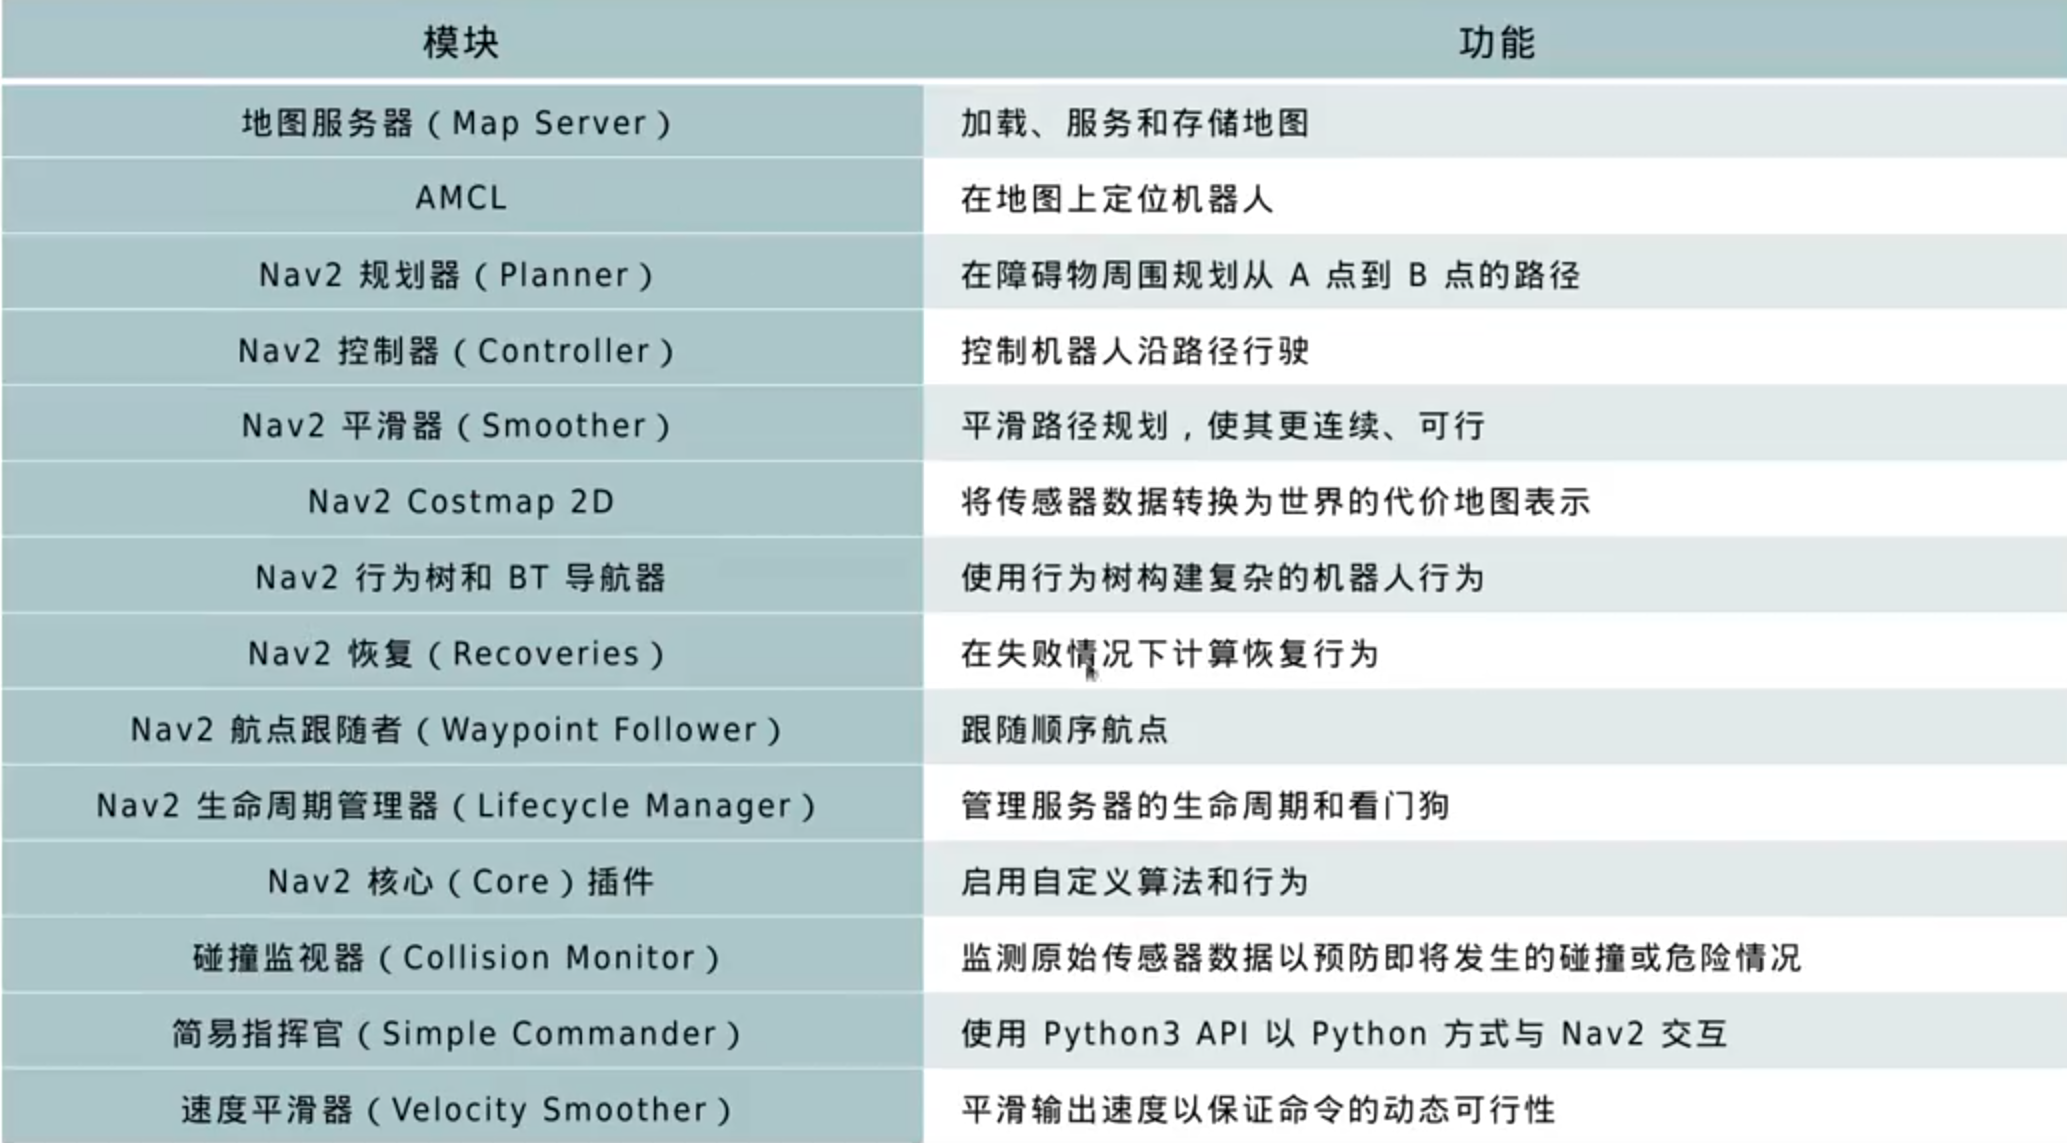 模块 功能
地图服务器（Map Server） 加载、服务和存储地图
AMCL 在地图上定位机器人
Nav2 规划器（Planner） 在障碍物周围规划从 A 点到 B 点的路径
Nav2 控制器（Controller） 控制机器人沿路径行驶
Nav2 平滑器（Smoother） 平滑路径规划，使其更连续、可行
Nav2 Costmap 2D 将传感器数据转换为世界的代价地图表示
Nav2 行为树和 BT 导航器 使用行为树构建复杂的机器人行为
Nav2 恢复（Recoveries） 在失败情况下计算恢复行为
Nav2 航点跟随者（Waypoint Follower） 跟随顺序航点
Nav2 生命周期管理器（Lifecycle Manager） 管理服务器的生命周期和看门狗
Nav2 核心（Core）插件 启用自定义算法和行为
碰撞监视器（Collision Monitor） 监测原始传感器数据以预防即将发生的碰撞或危险情况
简易指挥官（Simple Commander） 使用 Python3 API 以 Python 方式与 Nav2 交互
速度平滑器（Velocity Smoother） 平滑输出速度以保证命令的动态可行性